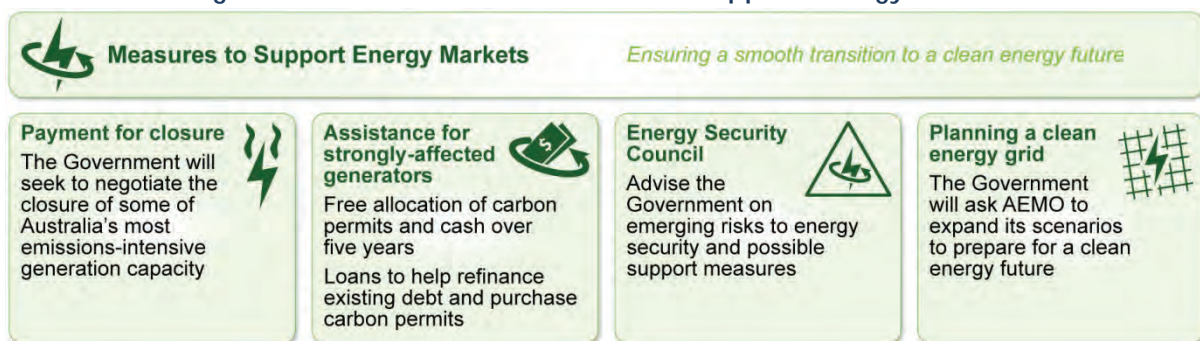 Measures to Support Energy Markets
Ensuring a smooth transition to a clean energy future
Payment for closure
The Government will
seek to negotiate the
closure of some of
Australia's most
emissions-intensive
generation capacity
Assistance for
strongly-affected
generators
Free allocation of carbon
permits and cash over
five years
Loans to help refinance
existing debt and purchase
carbon permits
Energy Security
Council
Advise the
Government on
emerging risks to energy
security and possible
support measures
Planning a clean
energy grid
The Government
will ask AEMO to
expand its scenarios
to prepare for a clean
energy future